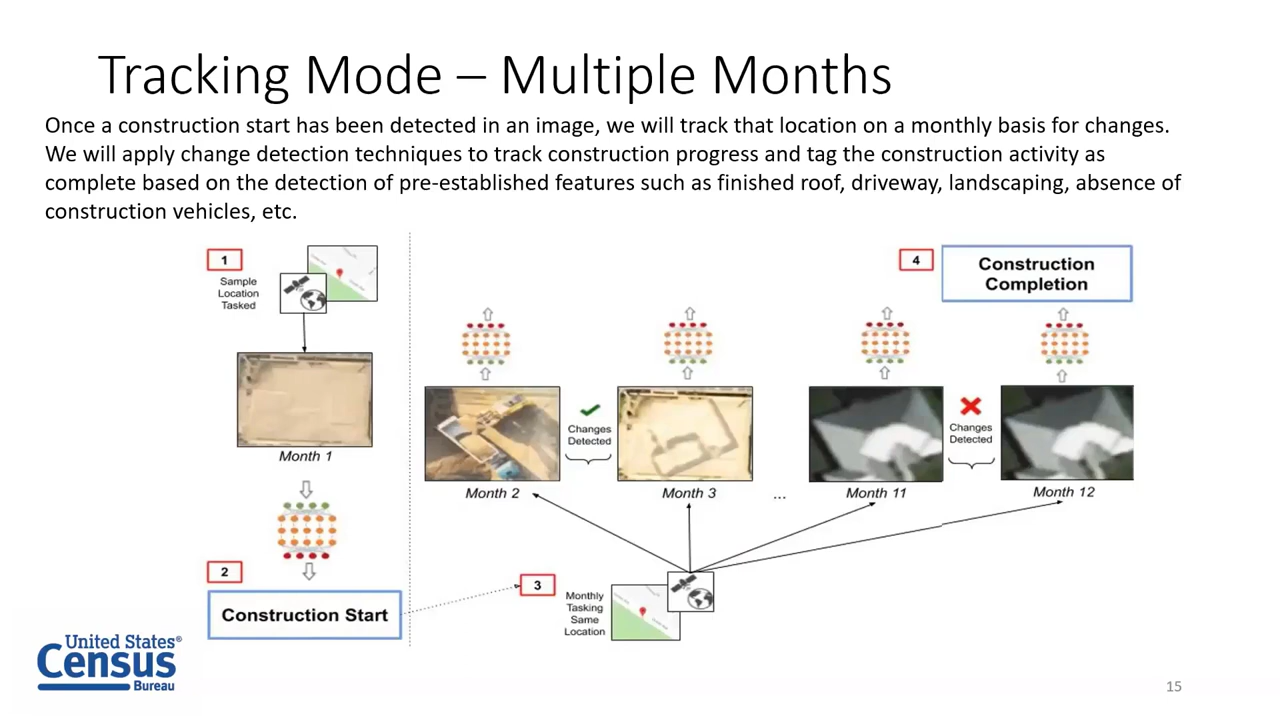 Tracking Mode – Multiple Months
Once a construction start has been detected in an image, we will track that location on a monthly basis for changes.
We will apply change detection techniques to track construction progress and tag the construction activity as
complete based on the detection of pre-established features such as finished roof, driveway, landscaping, absence of
construction vehicles, etc.
1
Sample
Location
Tasked
Month 1
2
Construction Start
3
Monthly
Tasking
Same
Location
Month 2
Changes
Detected
Month 3
...
Month 11
Changes
Detected
Month 12
4
Construction
Completion
United States®
Census
Bureau
15